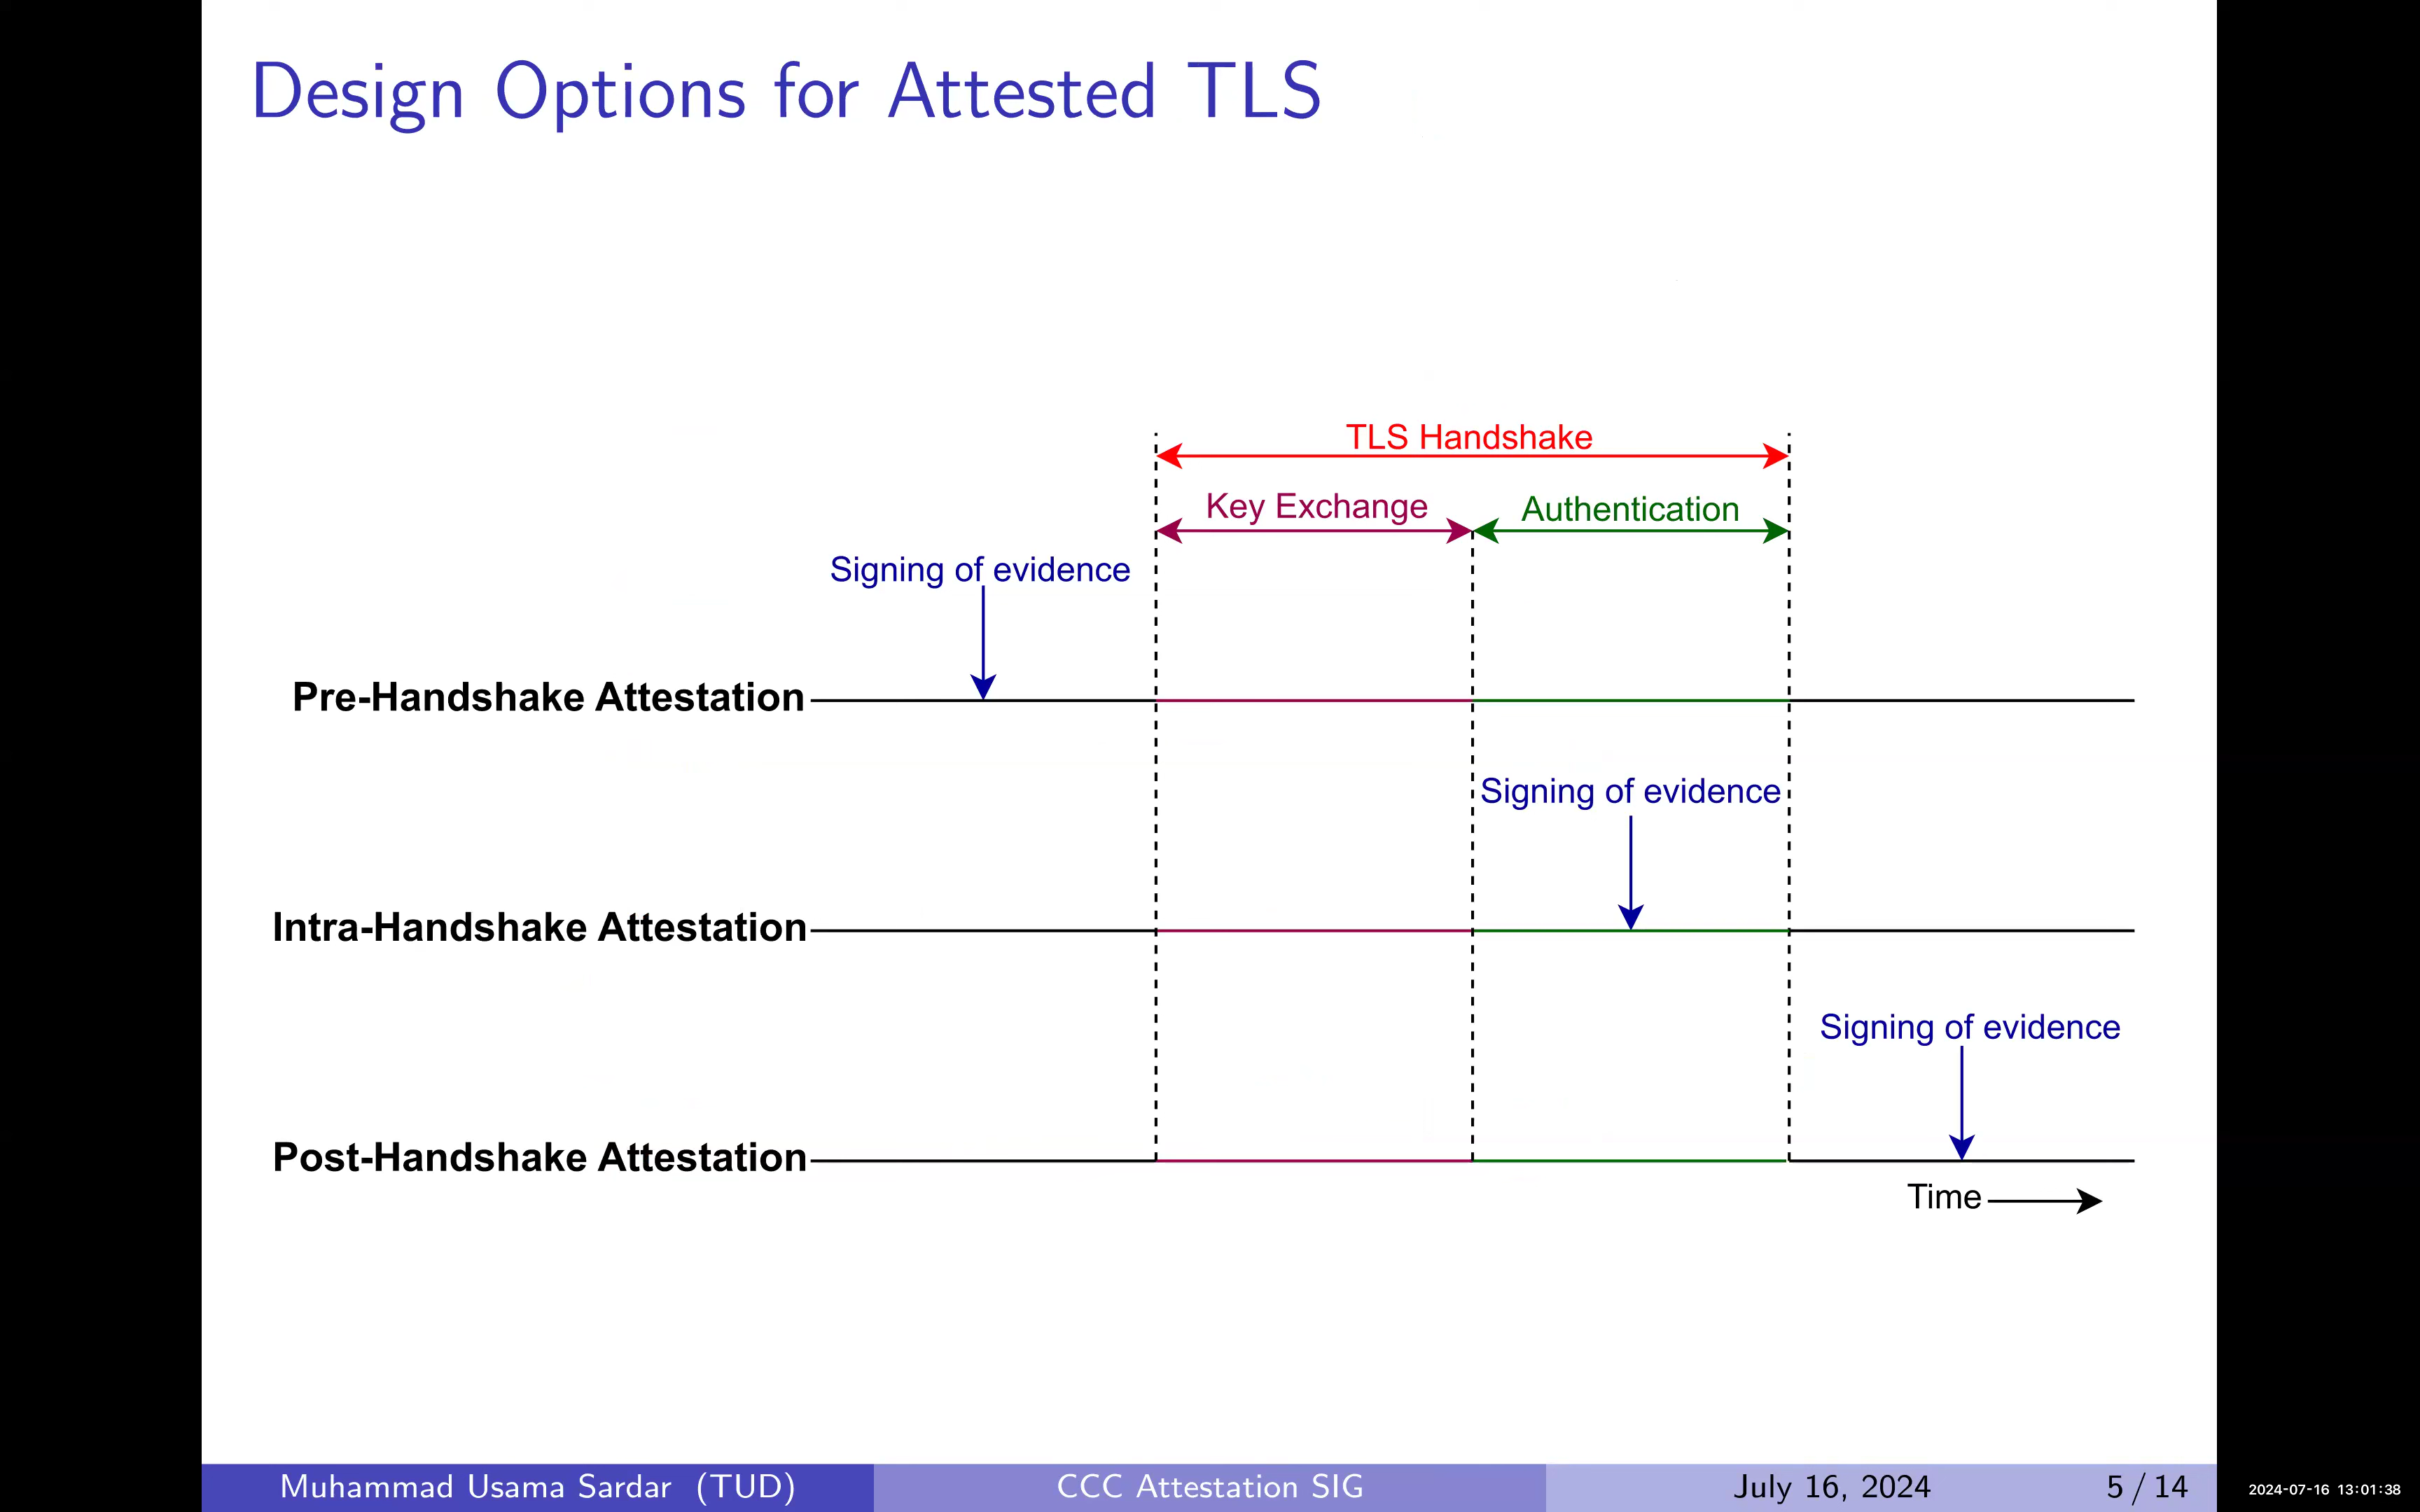 Design Options for Attested TLS
TLS Handshake
Key Exchange
Authentication
Signing of evidence
Pre-Handshake Attestation
Signing of evidence
Intra-Handshake Attestation
Signing of evidence
Post-Handshake Attestation
Time
Muhammad Usama Sardar (TUD)
CCC Attestation SIG
July 16, 2024
5 / 14
2024-07-16 13:01:38